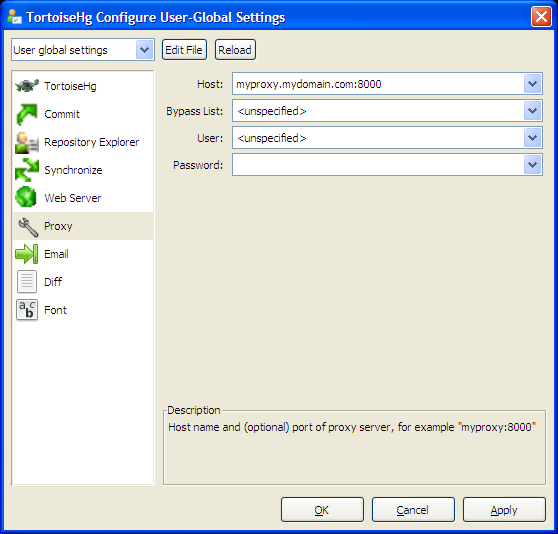 TortoiseHg Configure User-Global Settings
User global settings
Edit File
Reload
TortoiseHg
Commit
Repository Explorer
Synchronize
Web Server
Proxy
Email
Diff
abc
Font
Host:
myproxy.mydomain.com:8000
Bypass List:
<unspecified>
User:
<unspecified>
Password:
Description
Host name and (optional) port of proxy server, for example "myproxy:8000"
OK
Cancel
Apply